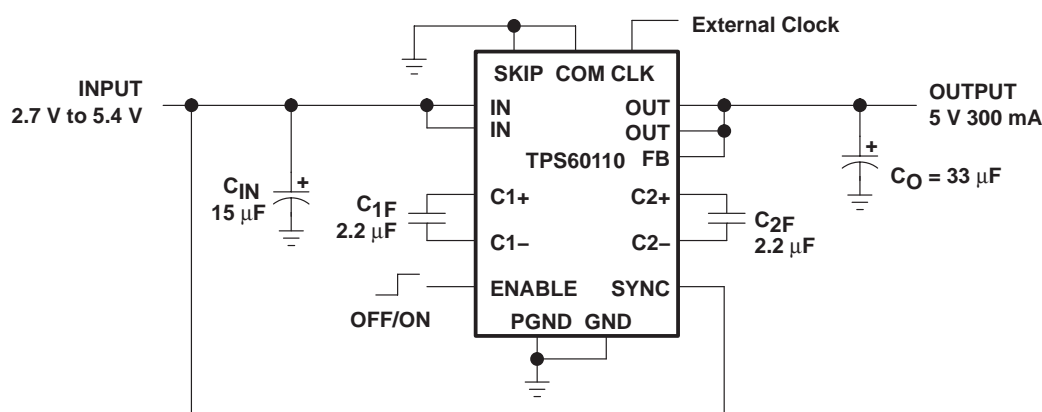 External Clock
SKIP COM CLK
INPUT
2.7 V to 5.4 V
IN
IN
OUT
OUT
FB
TPS60110
OUTPUT
5 V 300 mA
CIN
15 μF
+
C1F
2.2 μF
C1+
C1−
C2+
C2−
C2F
2.2 μF
+
CO = 33 μF
ENABLE
SYNC
OFF/ON
PGND GND